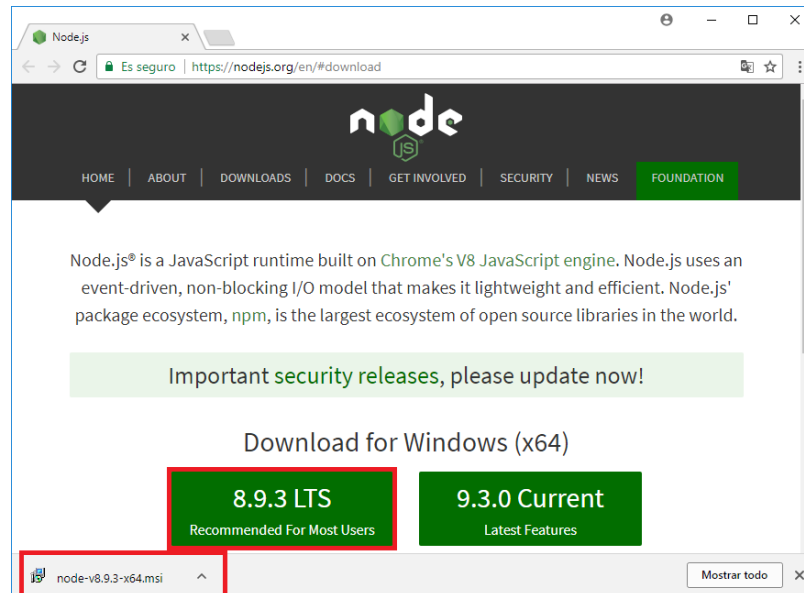 Node.js
Es seguro | https://nodejs.org/en/#download
node
JS
HOME | ABOUT | DOWNLOADS | DOCS | GET INVOLVED | SECURITY | NEWS FOUNDATION
Node.js® is a JavaScript runtime built on Chrome's V8 JavaScript engine. Node.js uses an
event-driven, non-blocking I/O model that makes it lightweight and efficient. Node.js'
package ecosystem, npm, is the largest ecosystem of open source libraries in the world.
Important security releases, please update now!
Download for Windows (x64)
8.9.3 LTS
Recommended For Most Users
9.3.0 Current
Latest Features
node-v8.9.3-x64.msi
Mostrar todo